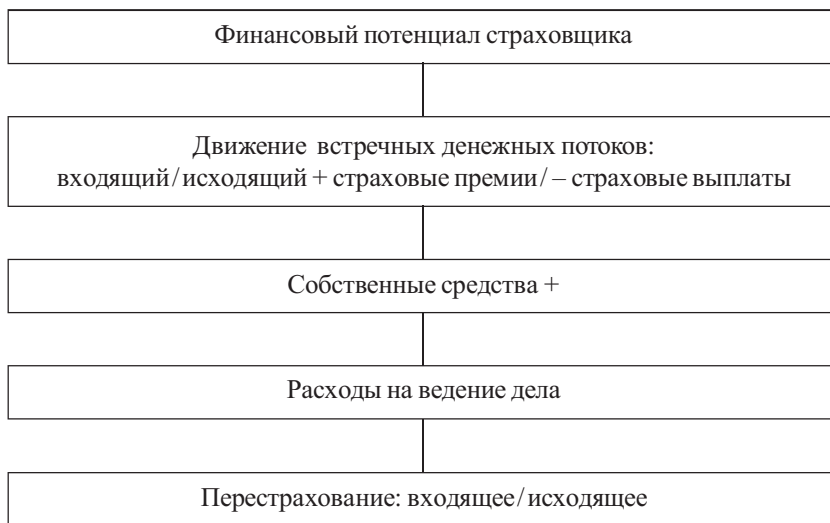 Финансовый потенциал страховщика
Движение встречных денежных потоков:
входящий/исходящий + страховые премии/ – страховые выплаты
Собственные средства +
Расходы на ведение дела
Перестрахование: входящее/исходящее